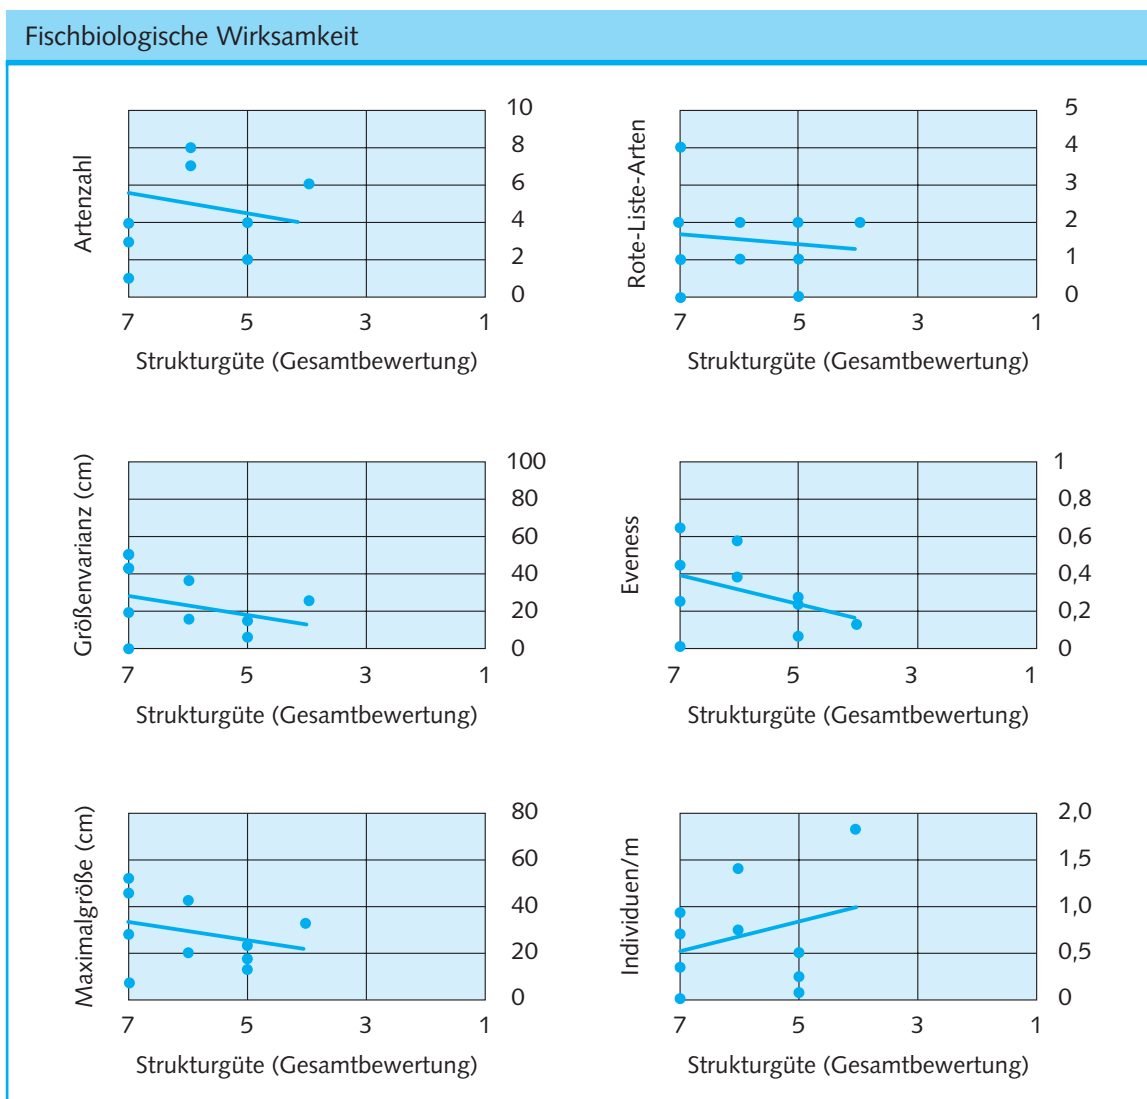 Fischbiologische Wirksamkeit
Artenzahl
10
8
6
4
2
0
7 5 3 1
Strukturgüte (Gesamtbewertung)
Rote-Liste-Arten
5
4
3
2
1
0
7 5 3 1
Strukturgüte (Gesamtbewertung)
Größenvarianz (cm)
100
80
60
40
20
0
7 5 3 1
Strukturgüte (Gesamtbewertung)
Eveness
1
0,8
0,6
0,4
0,2
0
7 5 3 1
Strukturgüte (Gesamtbewertung)
Maximalgröße (cm)
80
60
40
20
0
7 5 3 1
Strukturgüte (Gesamtbewertung)
Individuen/m
2,0
1,5
1,0
0,5
0
7 5 3 1
Strukturgüte (Gesamtbewertung)